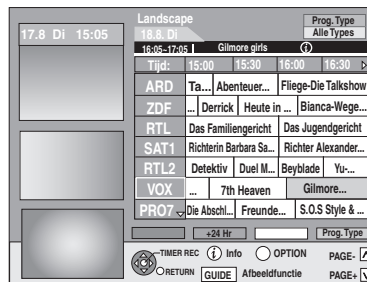 17.8 Di 15:05
Landscape
Prog. Type
18.8. Di
All Types
16:05~17:05 Gilmore girls i
Tijd: 15:00 15:30 16:00 16:30
ARD Ta... Abenteuer... Fliege-Die Talkshow
ZDF ... Derrick Heute in ... Bianca-Wege...
RTL Das Familiengericht Das Jugendgericht
SAT1 Richterin Barbara Sa... Richter Alexander...
RTL2 Detektiv Duel M... Beyblade Yu-...
VOX ... 7th Heaven Gilmore...
PRO7 Die Abschl... Freunde... S.O.S Style & ...
+24 Hr Prog. Type
TIMER REC i Info OPTION PAGE-
RETURN GUIDE Afbeeldfunctie PAGE+